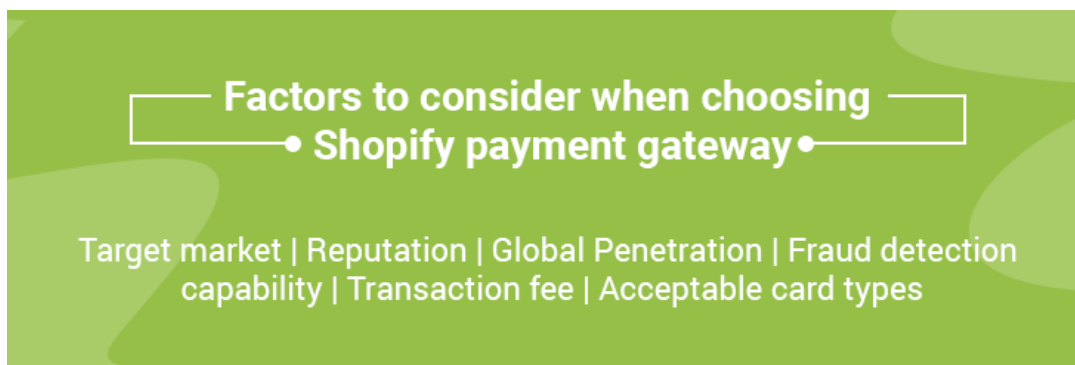 Factors to consider when choosing
Shopify payment gateway
Target market | Reputation | Global Penetration | Fraud detection
capability | Transaction fee | Acceptable card types